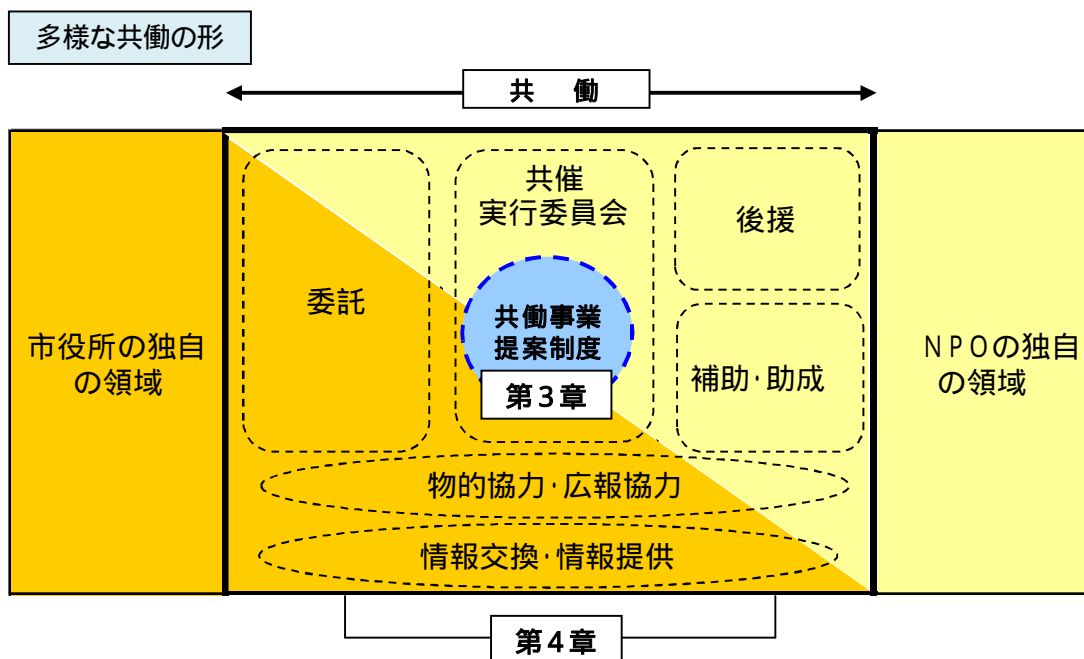 多様な共働の形
共 働
共催
実行委員会
後援
委託
共働事業
提案制度
市役所の独自
の領域
NPOの独自
の領域
補助・助成
第3章
物的協力・広報協力
情報交換・情報提供
第4章